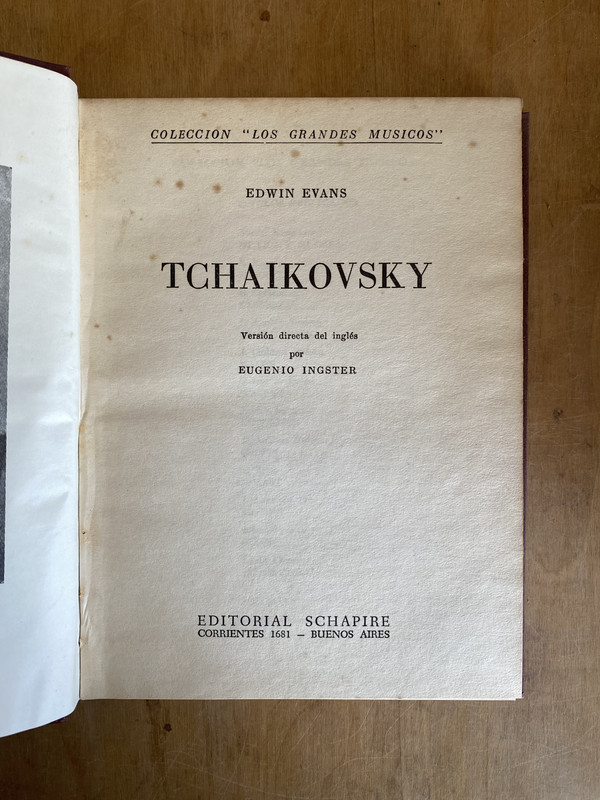 COLECCION "LOS GRANDES MUSICOS"
EDWIN EVANS
TCHAIKOVSKY
Versión directa del inglés
por
EUGENIO INGSTER
EDITORIAL SCHAPIRE
CORRIENTES 1681 — BUENOS AIRES